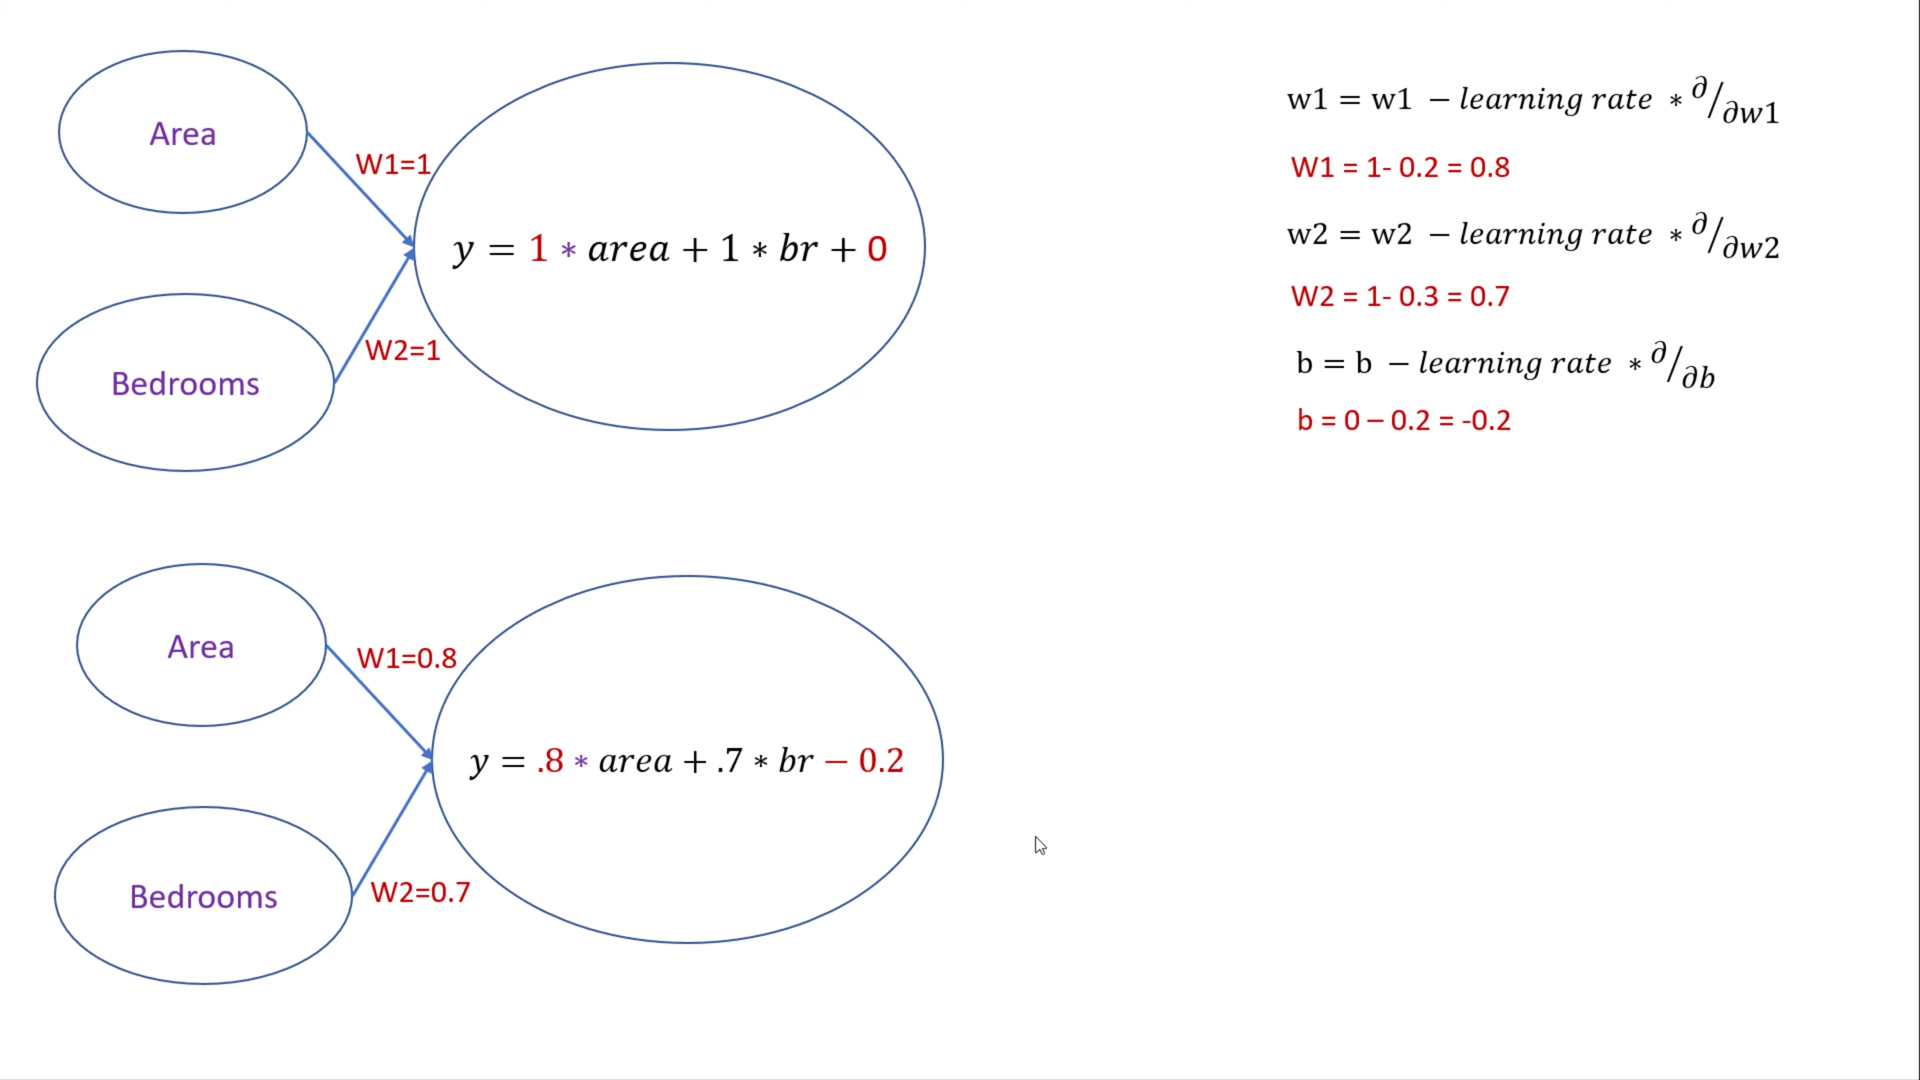 Area
W1=1
y = 1 * area + 1 * br + 0
W2=1
Bedrooms
w1 = w1 − learning rate * ∂/∂w1
W1 = 1- 0.2 = 0.8
w2 = w2 − learning rate * ∂/∂w2
W2 = 1- 0.3 = 0.7
b = b − learning rate * ∂/∂b
b = 0 – 0.2 = -0.2
Area
W1=0.8
y = .8 * area + .7 * br − 0.2
W2=0.7
Bedrooms